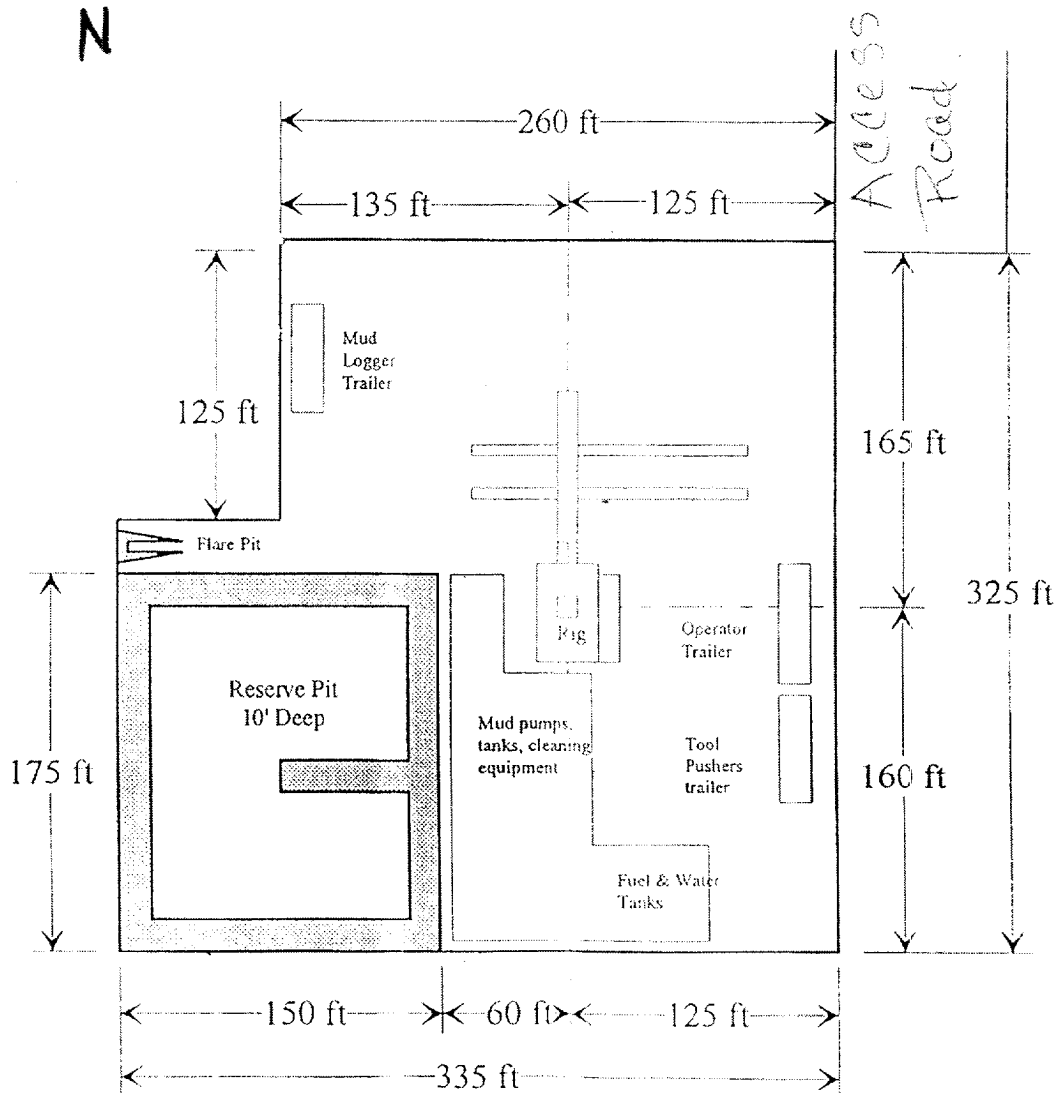 N
Access
Road.
260 ft
135 ft
125 ft
Mud
Logger
Trailer
125 ft
165 ft
Flare Pit
325 ft
Rig
Operator
Trailer
Reserve Pit
10' Deep
Mud pumps,
tanks, cleaning
equipment
Tool
Pushers
trailer
175 ft
160 ft
Fuel & Water
Tanks
150 ft
60 ft
125 ft
335 ft